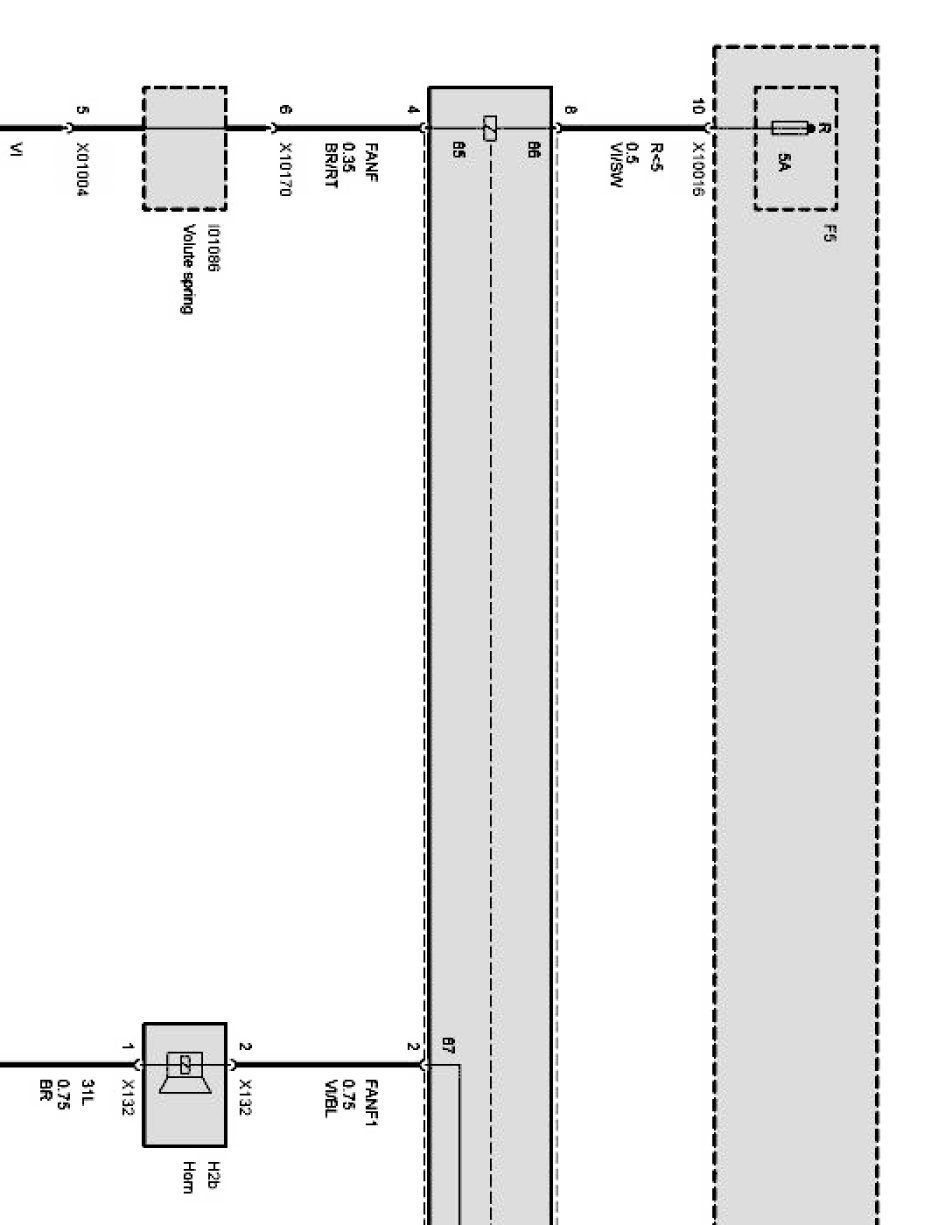 R
5A
F5
10
X10016
R<5
0.5
VI/SW
8
86
85
4
FANF
0.35
BR/RT
6
X10170
I01086
Volute spring
5
X01004
VI
87
2
FANF1
0.75
VI/BL
2
X132
H2b
Horn
1
X132
31L
0.75
BR